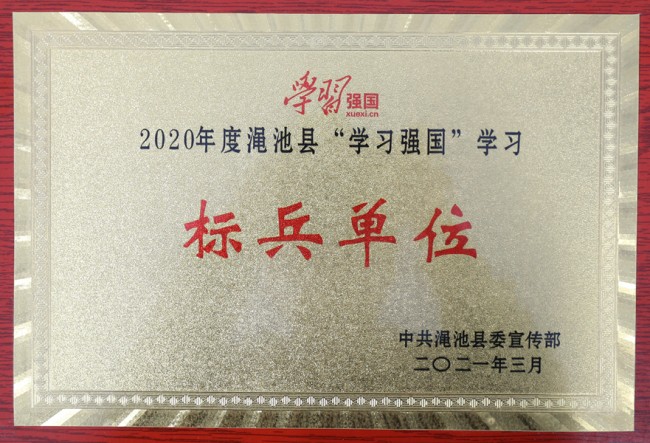 学习强国
xuexi.cn
2020年度渑池县“学习强国”学习
标兵单位
中共渑池县委宣传部
二〇二一年三月